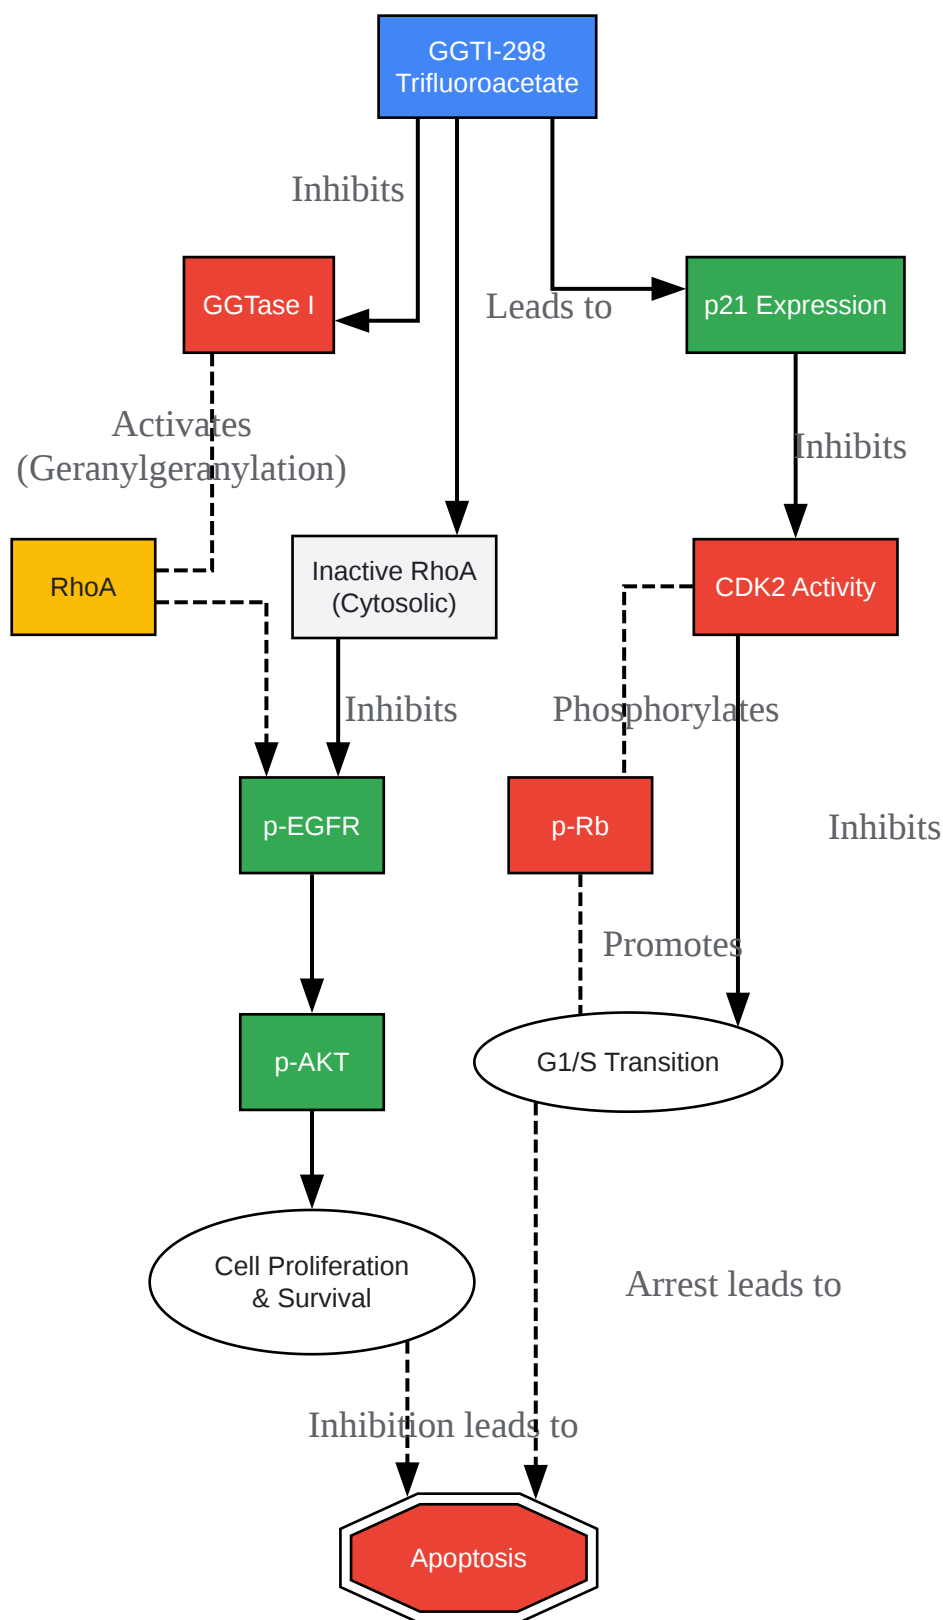 GGTI-298
Trifluoroacetate
Inhibits
GGTase I
Leads to
p21 Expression
Activates
(Geranylgeranylation)
Inhibits
RhoA
Inactive RhoA
(Cytosolic)
CDK2 Activity
Inhibits
Phosphorylates
p-EGFR
p-Rb
Inhibits
Promotes
p-AKT
G1/S Transition
Cell Proliferation
& Survival
Arrest leads to
Inhibition leads to
Apoptosis